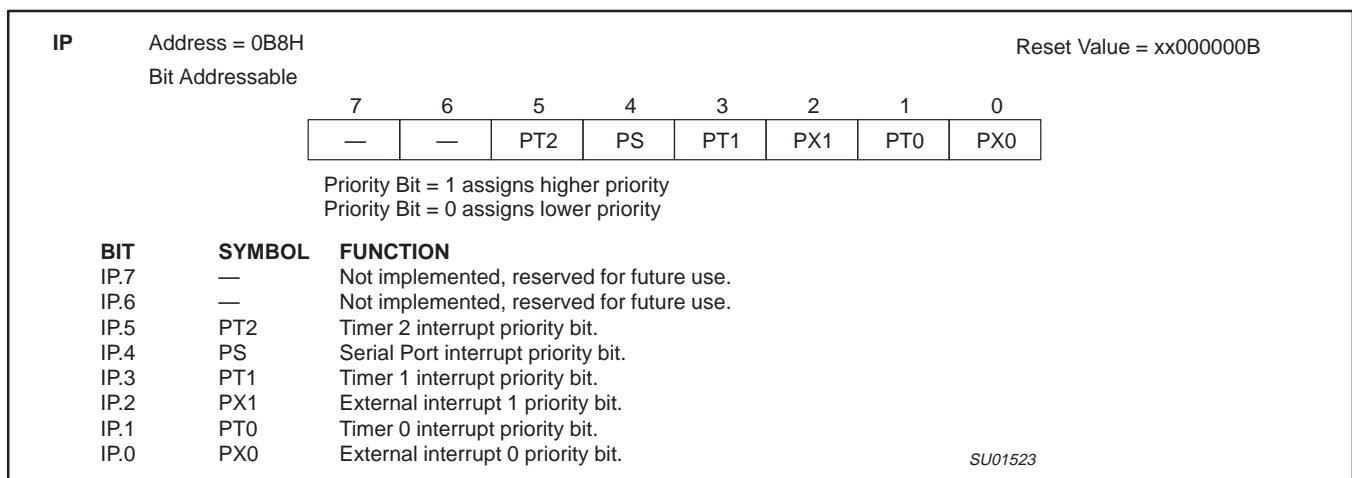 IP Address = 0B8H Reset Value = xx000000B
Bit Addressable
7 6 5 4 3 2 1 0
— — PT2 PS PT1 PX1 PT0 PX0
Priority Bit = 1 assigns higher priority
Priority Bit = 0 assigns lower priority
BIT SYMBOL FUNCTION
IP.7 — Not implemented, reserved for future use.
IP.6 — Not implemented, reserved for future use.
IP.5 PT2 Timer 2 interrupt priority bit.
IP.4 PS Serial Port interrupt priority bit.
IP.3 PT1 Timer 1 interrupt priority bit.
IP.2 PX1 External interrupt 1 priority bit.
IP.1 PT0 Timer 0 interrupt priority bit.
IP.0 PX0 External interrupt 0 priority bit.
SU01523